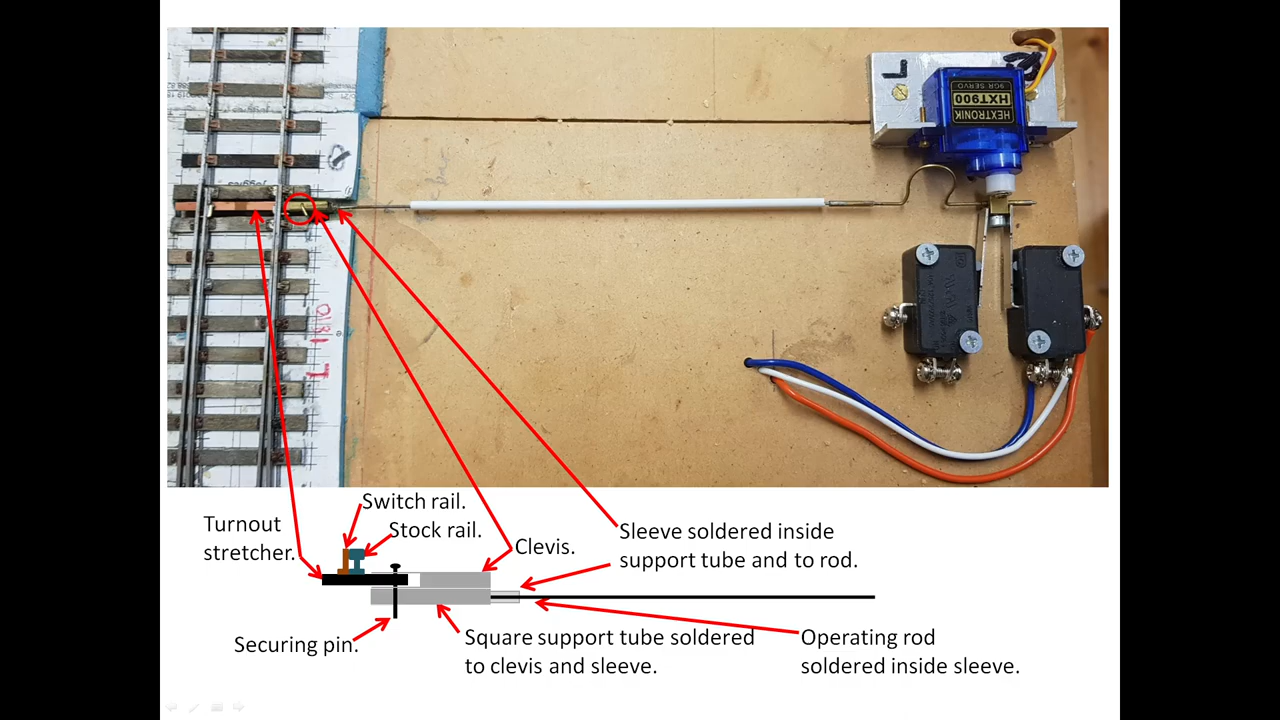 L
HEXTRONIK
HXT900
9GR SERVO
Switch rail.
Turnout
stretcher.
Stock rail.
Clevis.
Sleeve soldered inside
support tube and to rod.
Securing pin.
Square support tube soldered
to clevis and sleeve.
Operating rod
soldered inside sleeve.